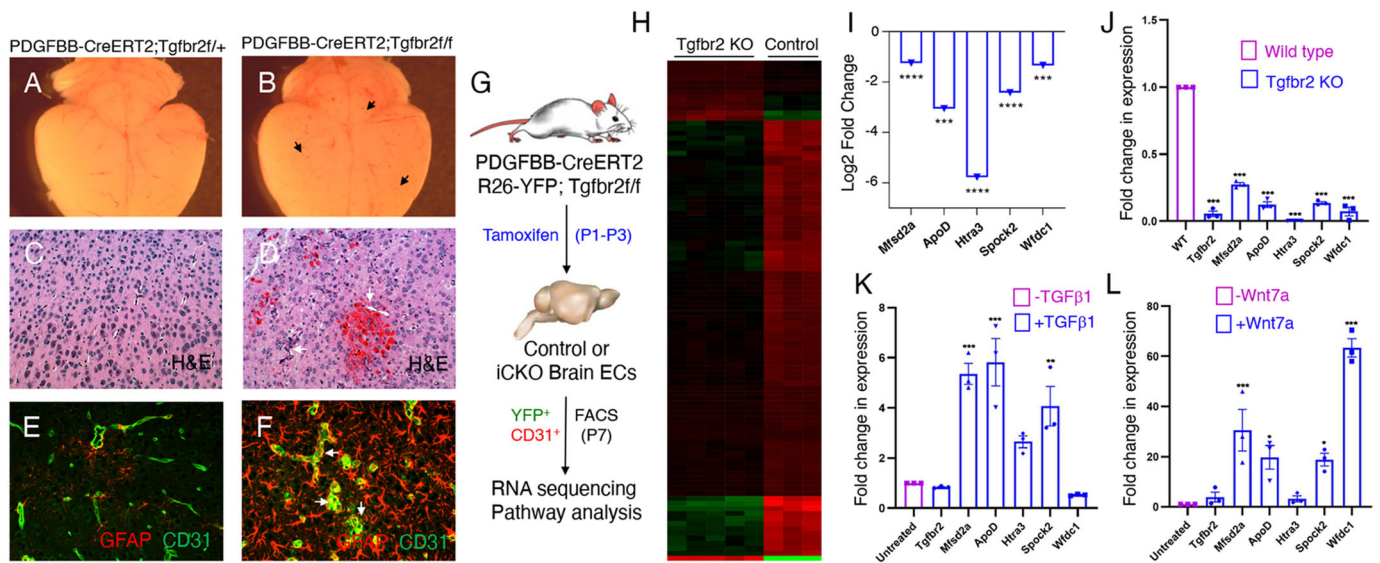 PDGFBB-CreERT2;Tgfbr2f/+
PDGFBB-CreERT2;Tgfbr2f/f
A
B
C
H&E
D
H&E
E
GFAP CD31
F
GFAP CD31
G
PDGFBB-CreERT2
R26-YFP; Tgfbr2f/f
Tamoxifen (P1-P3)
Control or
iCKO Brain ECs
YFP+ FACS
CD31+ (P7)
RNA sequencing
Pathway analysis
H
Tgfbr2 KO Control
I
Log2 Fold Change
0
-2
-4
-6
****
***
****
****
***
Mfsd2a ApoD Htra3 Spock2 Wfdc1
J
Wild type
Tgfbr2 KO
Fold change in expression
1.5
1.0
0.5
0.0
*** *** *** *** *** ***
WT Tgfbr2 Mfsd2a ApoD Htra3 Spock2 Wfdc1
K
-TGFβ1
+TGFβ1
Fold change in expression
8
6
4
2
0
*** *** **
Untreated Tgfbr2 Mfsd2a ApoD Htra3 Spock2 Wfdc1
L
-Wnt7a
+Wnt7a
Fold change in expression
80
60
40
20
0
*** * * ***
Untreated Tgfbr2 Mfsd2a ApoD Htra3 Spock2 Wfdc1